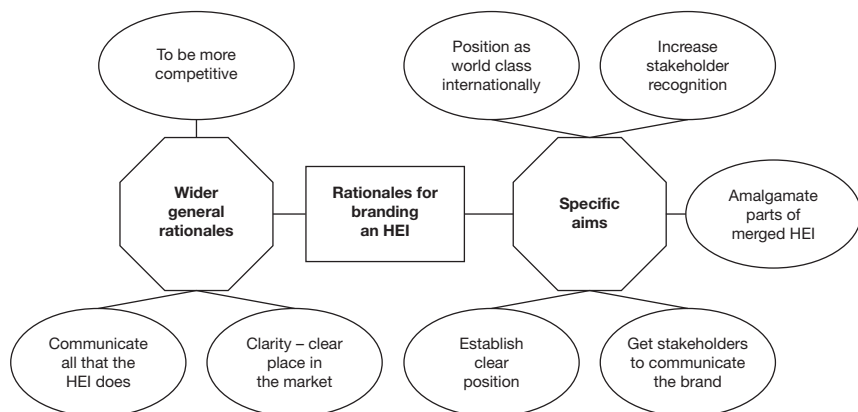 To be more
competitive
Position as
world class
internationally
Increase
stakeholder
recognition
Wider
general
rationales
Rationales for
branding
an HEI
Specific
aims
Amalgamate
parts of
merged HEI
Communicate
all that the
HEI does
Clarity – clear
place in
the market
Establish
clear
position
Get stakeholders
to communicate
the brand